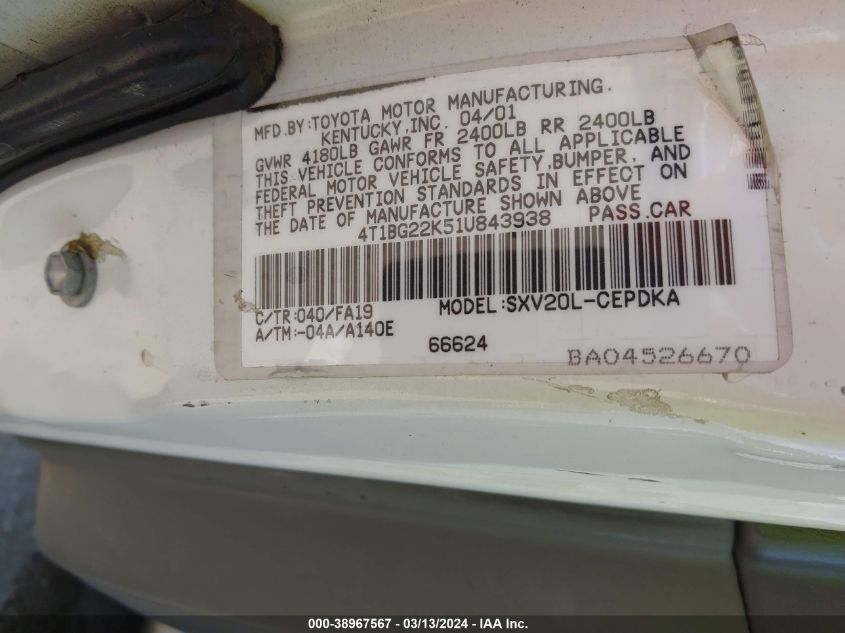 MFD.BY:TOYOTA MOTOR MANUFACTURING.
KENTUCKY,INC. 04/01
GVWR 4180LB GAWR FR 2400LB RR 2400LB
THIS VEHICLE CONFORMS TO ALL APPLICABLE
FEDERAL MOTOR VEHICLE SAFETY,BUMPER, AND
THEFT PREVENTION STANDARDS IN EFFECT ON
THE DATE OF MANUFACTURE SHOWN ABOVE
4T1BG22K51U843938 PASS.CAR
C/TR:040/FA19 MODEL:SXV20L-CEPDKA
A/TM:-04A/A140E
66624
BA04526670
000-38967567 — 03/13/2024 — IAA Inc.